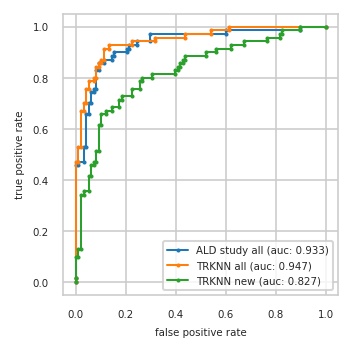 1.0
0.8
0.6
0.4
0.2
0.0
true positive rate
ALD study all (auc: 0.933)
TRKNN all (auc: 0.947)
TRKNN new (auc: 0.827)
0.0 0.2 0.4 0.6 0.8 1.0
false positive rate